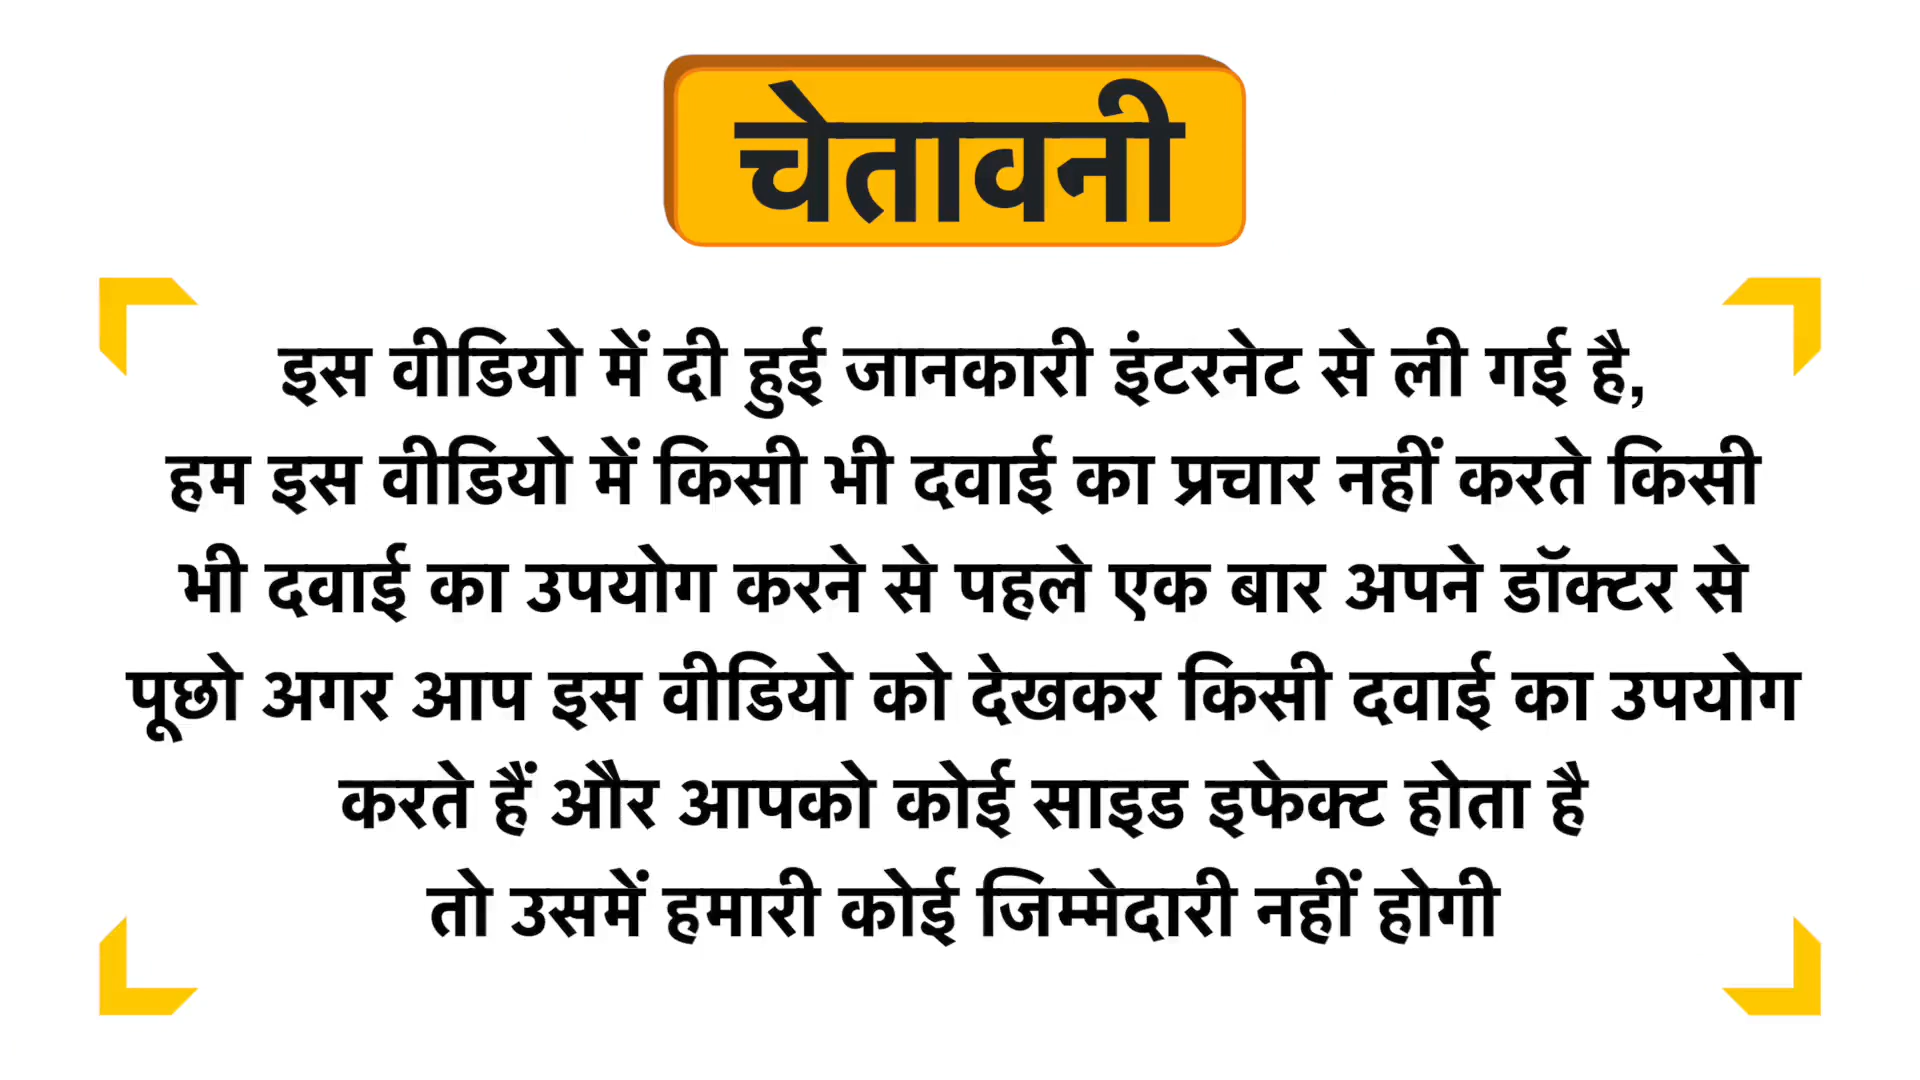 चेतावनी
इस वीडियो में दी हुई जानकारी इंटरनेट से ली गई है,
हम इस वीडियो में किसी भी दवाई का प्रचार नहीं करते किसी
भी दवाई का उपयोग करने से पहले एक बार अपने डॉक्टर से
पूछो अगर आप इस वीडियो को देखकर किसी दवाई का उपयोग
करते हैं और आपको कोई साइड इफेक्ट होता है
तो उसमें हमारी कोई जिम्मेदारी नहीं होगी